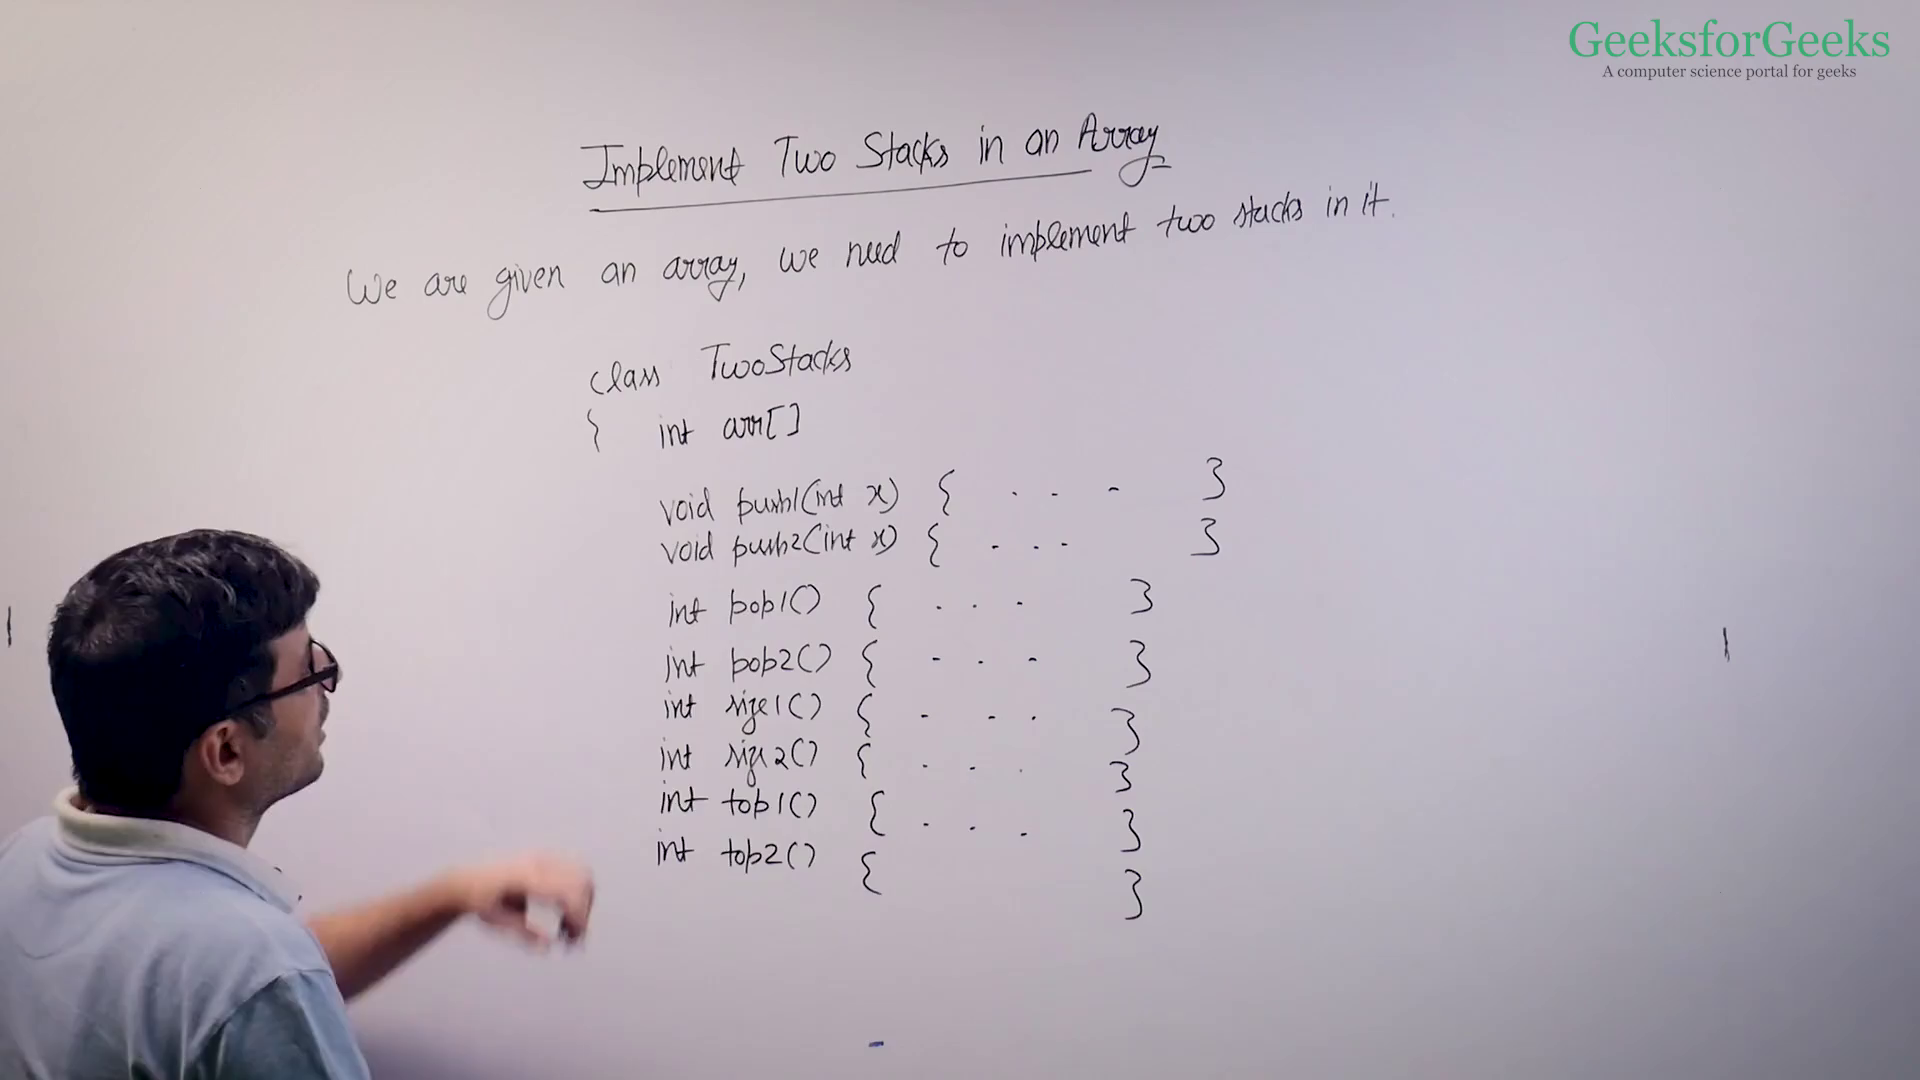 GeeksforGeeks
A computer science portal for geeks
Implement Two Stacks in an Array
We are given an array, we need to implement two stacks in it.
class TwoStacks
{ int arr[]
void push1(int x) { . . - }
void push2(int x) { . . . }
int pop1() { . . . }
int pop2() { - . - }
int size1() { . . . }
int size2() { . . . }
int top1() { . . . }
int top2() { }